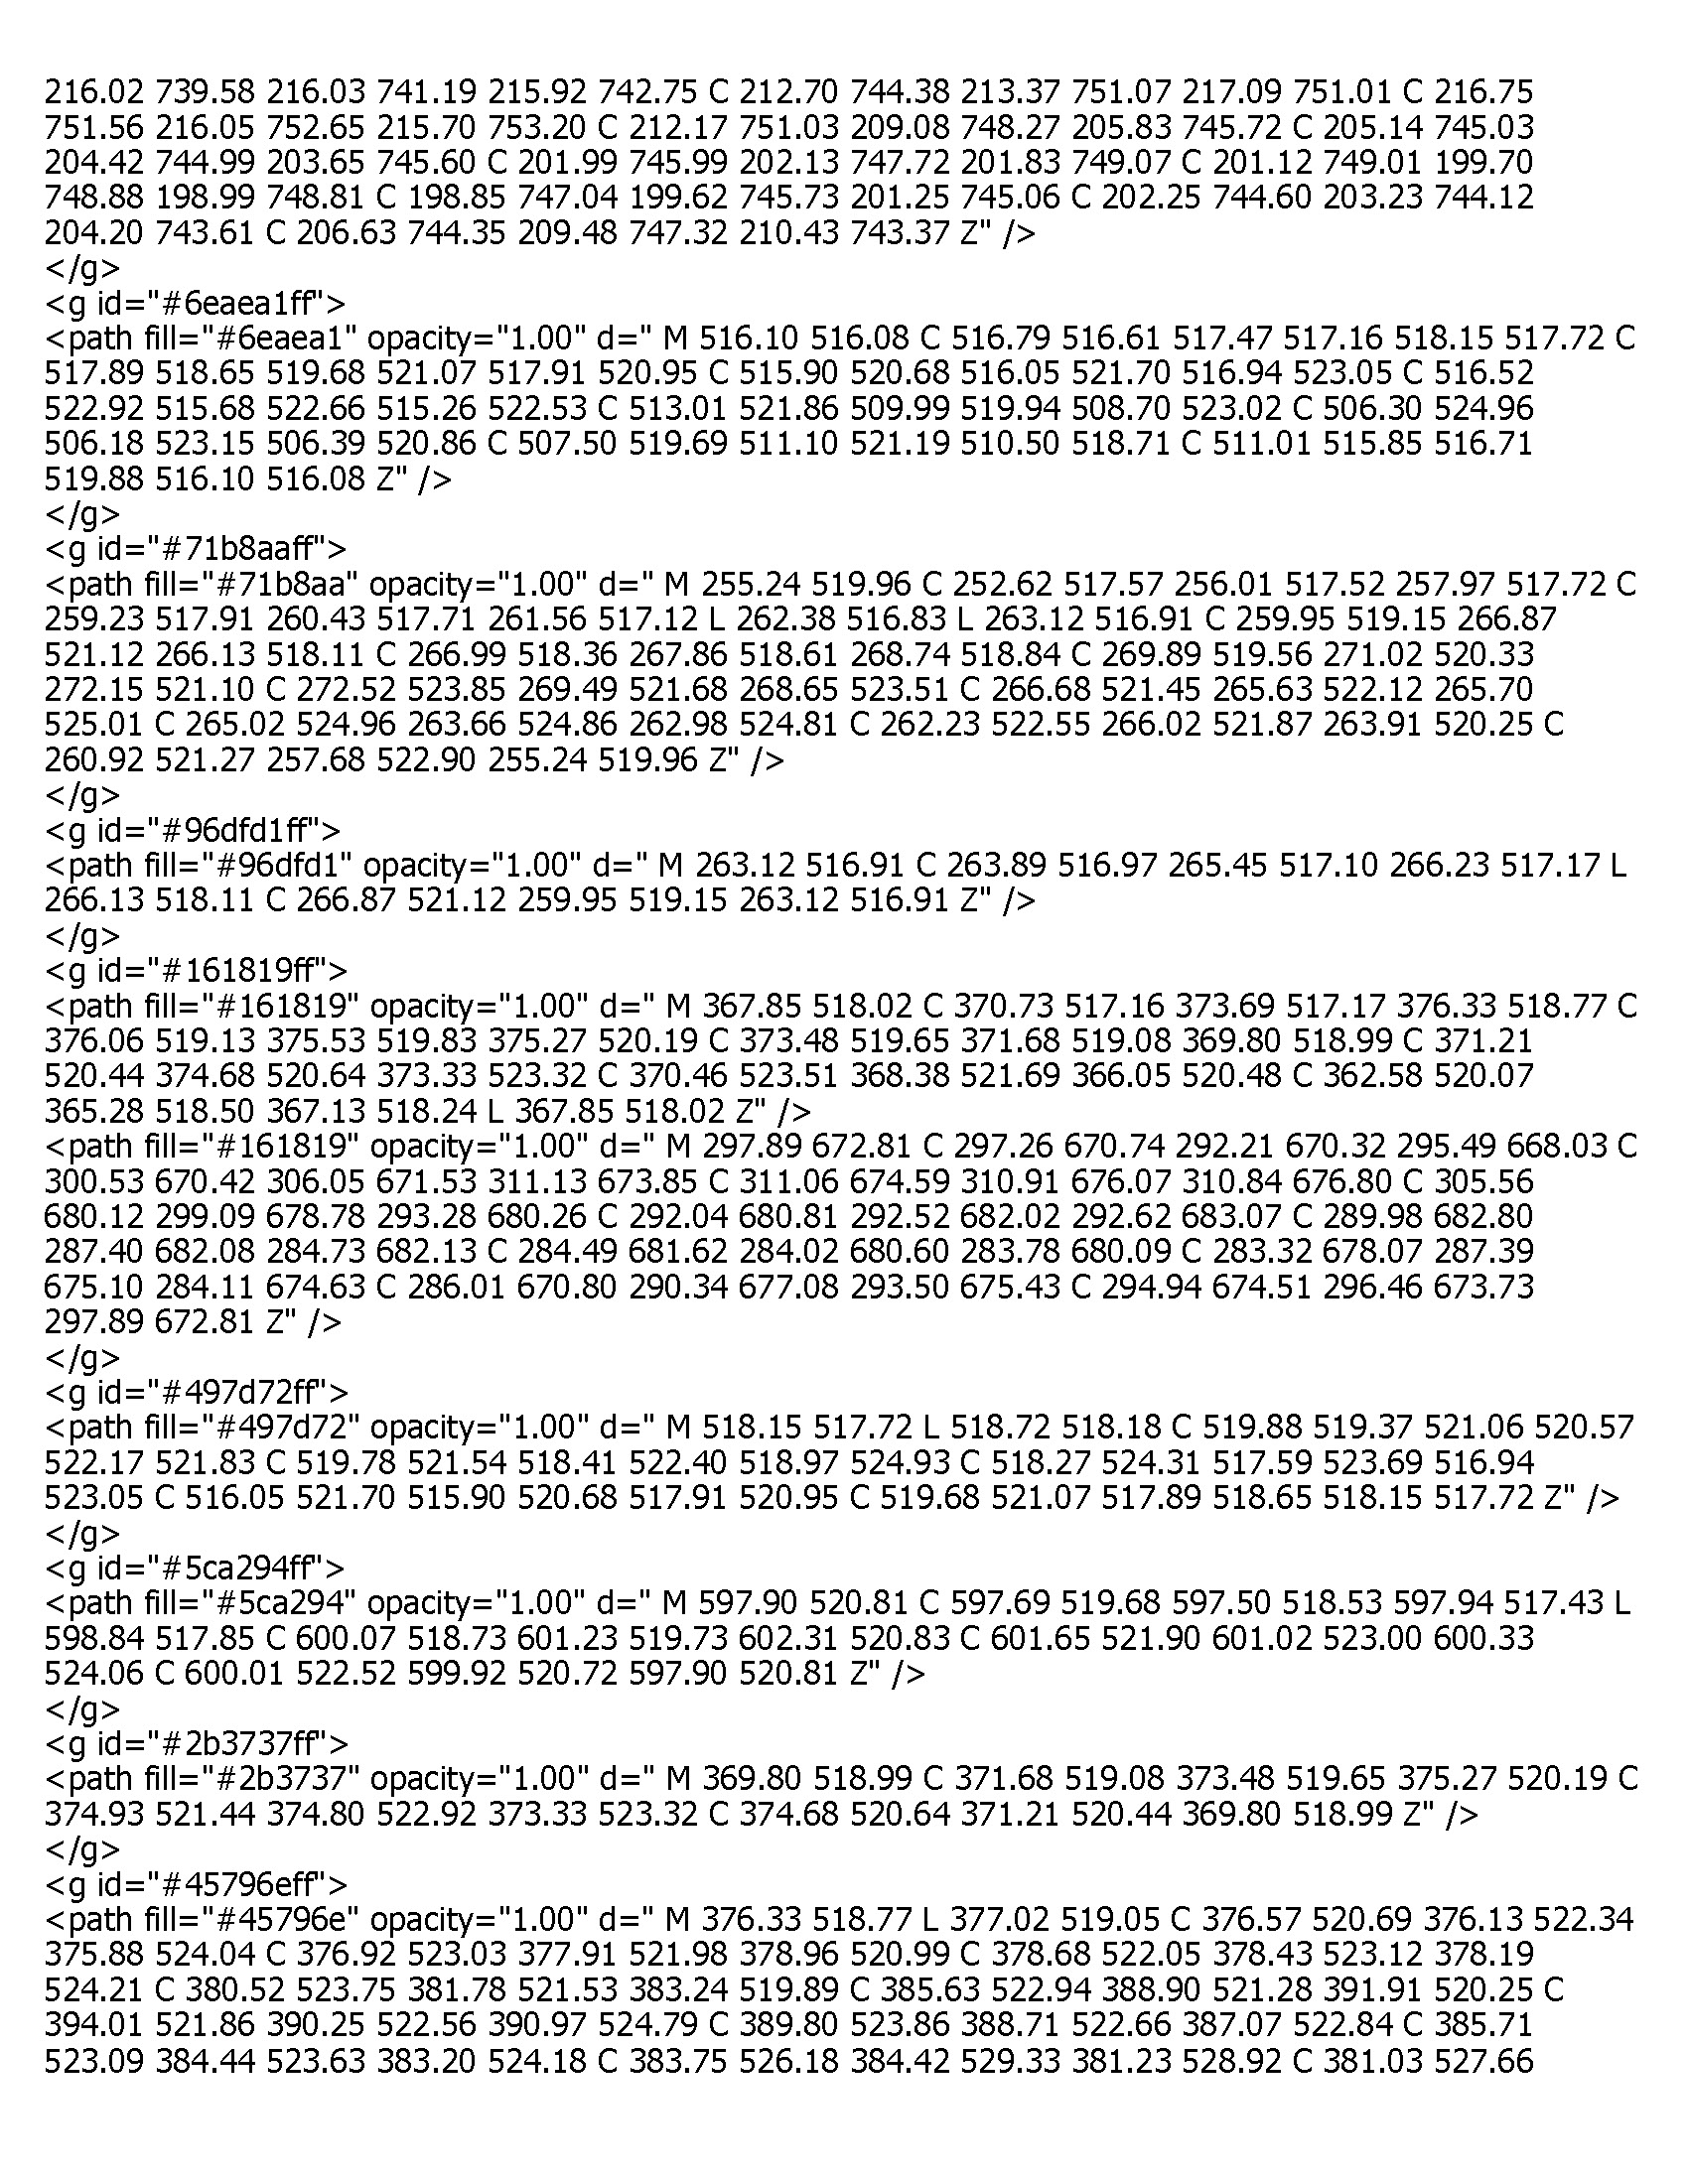 216.02 739.58 216.03 741.19 215.92 742.75 C 212.70 744.38 213.37 751.07 217.09 751.01 C 216.75
751.56 216.05 752.65 215.70 753.20 C 212.17 751.03 209.08 748.27 205.83 745.72 C 205.14 745.03
204.42 744.99 203.65 745.60 C 201.99 745.99 202.13 747.72 201.83 749.07 C 201.12 749.01 199.70
748.88 198.99 748.81 C 198.85 747.04 199.62 745.73 201.25 745.06 C 202.25 744.60 203.23 744.12
204.20 743.61 C 206.63 744.35 209.48 747.32 210.43 743.37 Z" />
</g>
<g id="#6eaea1ff">
<path fill="#6eaea1" opacity="1.00" d=" M 516.10 516.08 C 516.79 516.61 517.47 517.16 518.15 517.72 C
517.89 518.65 519.68 521.07 517.91 520.95 C 515.90 520.68 516.05 521.70 516.94 523.05 C 516.52
522.92 515.68 522.66 515.26 522.53 C 513.01 521.86 509.99 519.94 508.70 523.02 C 506.30 524.96
506.18 523.15 506.39 520.86 C 507.50 519.69 511.10 521.19 510.50 518.71 C 511.01 515.85 516.71
519.88 516.10 516.08 Z" />
</g>
<g id="#71b8aaff">
<path fill="#71b8aa" opacity="1.00" d=" M 255.24 519.96 C 252.62 517.57 256.01 517.52 257.97 517.72 C
259.23 517.91 260.43 517.71 261.56 517.12 L 262.38 516.83 L 263.12 516.91 C 259.95 519.15 266.87
521.12 266.13 518.11 C 266.99 518.36 267.86 518.61 268.74 518.84 C 269.89 519.56 271.02 520.33
272.15 521.10 C 272.52 523.85 269.49 521.68 268.65 523.51 C 266.68 521.45 265.63 522.12 265.70
525.01 C 265.02 524.96 263.66 524.86 262.98 524.81 C 262.23 522.55 266.02 521.87 263.91 520.25 C
260.92 521.27 257.68 522.90 255.24 519.96 Z" />
</g>
<g id="#96dfd1ff">
<path fill="#96dfd1" opacity="1.00" d=" M 263.12 516.91 C 263.89 516.97 265.45 517.10 266.23 517.17 L
266.13 518.11 C 266.87 521.12 259.95 519.15 263.12 516.91 Z" />
</g>
<g id="#161819ff">
<path fill="#161819" opacity="1.00" d=" M 367.85 518.02 C 370.73 517.16 373.69 517.17 376.33 518.77 C
376.06 519.13 375.53 519.83 375.27 520.19 C 373.48 519.65 371.68 519.08 369.80 518.99 C 371.21
520.44 374.68 520.64 373.33 523.32 C 370.46 523.51 368.38 521.69 366.05 520.48 C 362.58 520.07
365.28 518.50 367.13 518.24 L 367.85 518.02 Z" />
<path fill="#161819" opacity="1.00" d=" M 297.89 672.81 C 297.26 670.74 292.21 670.32 295.49 668.03 C
300.53 670.42 306.05 671.53 311.13 673.85 C 311.06 674.59 310.91 676.07 310.84 676.80 C 305.56
680.12 299.09 678.78 293.28 680.26 C 292.04 680.81 292.52 682.02 292.62 683.07 C 289.98 682.80
287.40 682.08 284.73 682.13 C 284.49 681.62 284.02 680.60 283.78 680.09 C 283.32 678.07 287.39
675.10 284.11 674.63 C 286.01 670.80 290.34 677.08 293.50 675.43 C 294.94 674.51 296.46 673.73
297.89 672.81 Z" />
</g>
<g id="#497d72ff">
<path fill="#497d72" opacity="1.00" d=" M 518.15 517.72 L 518.72 518.18 C 519.88 519.37 521.06 520.57
522.17 521.83 C 519.78 521.54 518.41 522.40 518.97 524.93 C 518.27 524.31 517.59 523.69 516.94
523.05 C 516.05 521.70 515.90 520.68 517.91 520.95 C 519.68 521.07 517.89 518.65 518.15 517.72 Z" />
</g>
<g id="#5ca294ff">
<path fill="#5ca294" opacity="1.00" d=" M 597.90 520.81 C 597.69 519.68 597.50 518.53 597.94 517.43 L
598.84 517.85 C 600.07 518.73 601.23 519.73 602.31 520.83 C 601.65 521.90 601.02 523.00 600.33
524.06 C 600.01 522.52 599.92 520.72 597.90 520.81 Z" />
</g>
<g id="#2b3737ff">
<path fill="#2b3737" opacity="1.00" d=" M 369.80 518.99 C 371.68 519.08 373.48 519.65 375.27 520.19 C
374.93 521.44 374.80 522.92 373.33 523.32 C 374.68 520.64 371.21 520.44 369.80 518.99 Z" />
</g>
<g id="#45796eff">
<path fill="#45796e" opacity="1.00" d=" M 376.33 518.77 L 377.02 519.05 C 376.57 520.69 376.13 522.34
375.88 524.04 C 376.92 523.03 377.91 521.98 378.96 520.99 C 378.68 522.05 378.43 523.12 378.19
524.21 C 380.52 523.75 381.78 521.53 383.24 519.89 C 385.63 522.94 388.90 521.28 391.91 520.25 C
394.01 521.86 390.25 522.56 390.97 524.79 C 389.80 523.86 388.71 522.66 387.07 522.84 C 385.71
523.09 384.44 523.63 383.20 524.18 C 383.75 526.18 384.42 529.33 381.23 528.92 C 381.03 527.66